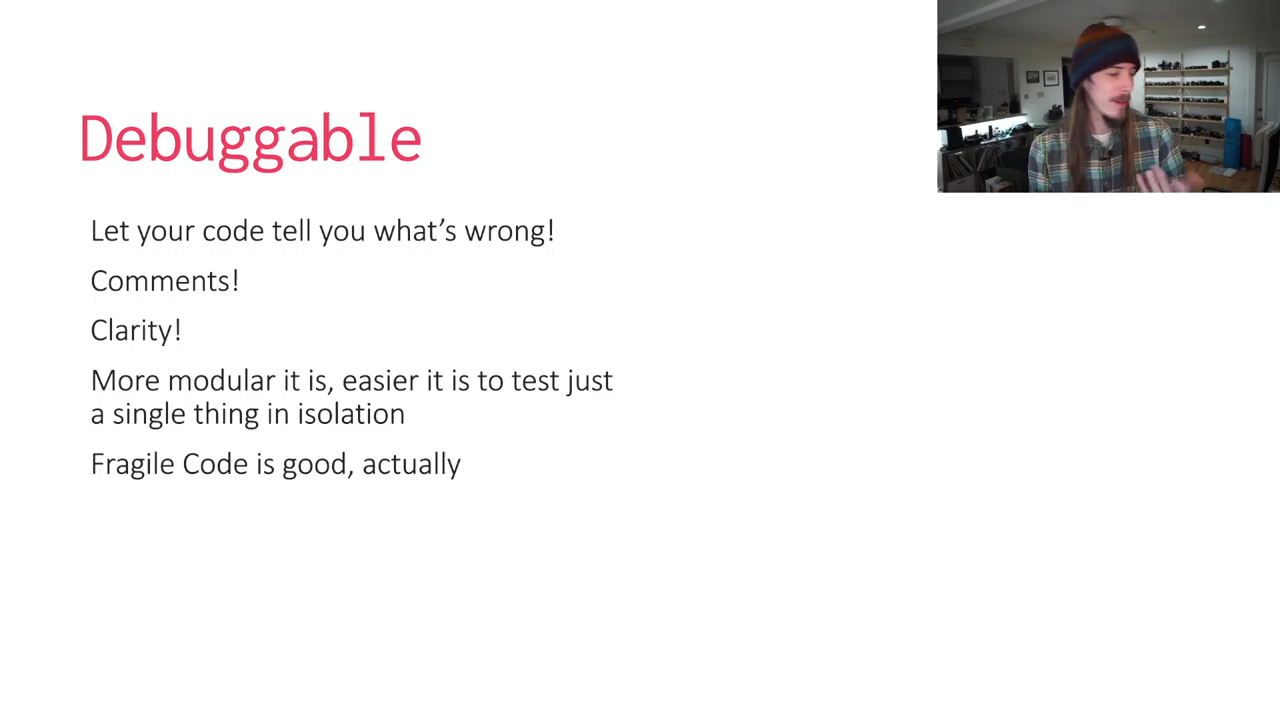 Debuggable
Let your code tell you what’s wrong!
Comments!
Clarity!
More modular it is, easier it is to test just
a single thing in isolation
Fragile Code is good, actually